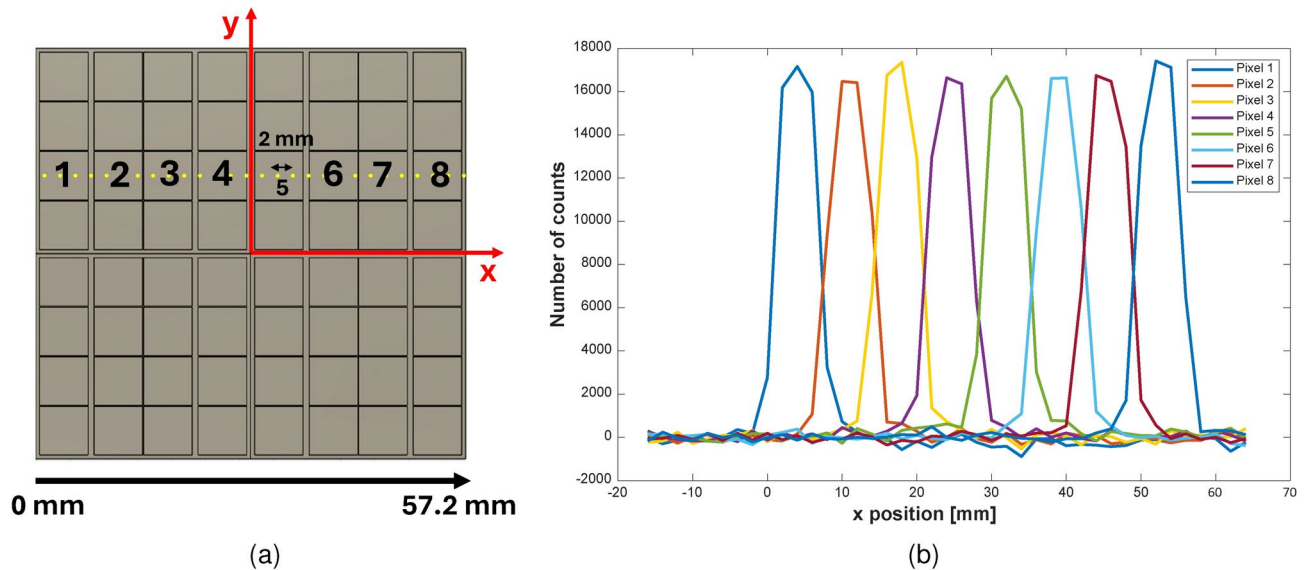 y
2 mm
1 2 3 4 5 6 7 8
x
0 mm 57.2 mm
(a)
18000
16000
14000
12000
10000
8000
6000
4000
2000
0
-2000
Number of counts
-20 -10 0 10 20 30 40 50 60 70
x position [mm]
Pixel 1
Pixel 2
Pixel 3
Pixel 4
Pixel 5
Pixel 6
Pixel 7
Pixel 8
(b)